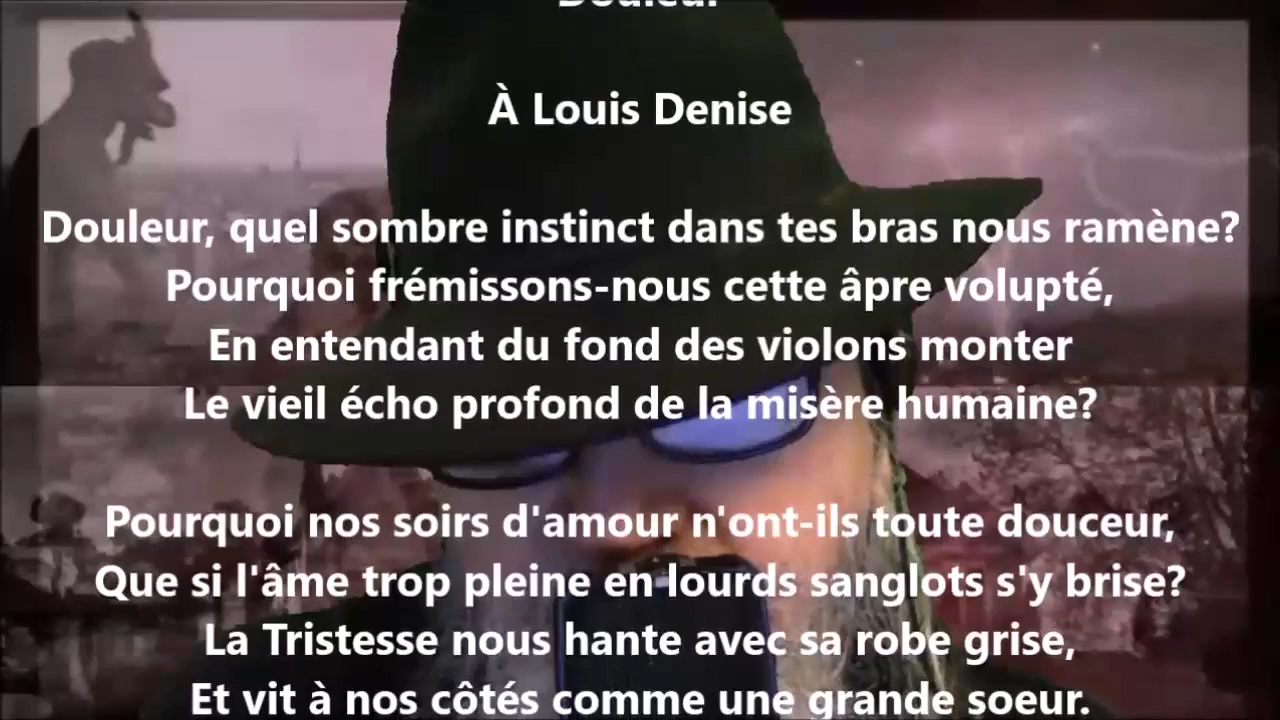 Douleur
À Louis Denise
Douleur, quel sombre instinct dans tes bras nous ramène?
Pourquoi frémissons-nous cette âpre volupté,
En entendant du fond des violons monter
Le vieil écho profond de la misère humaine?
Pourquoi nos soirs d'amour n'ont-ils toute douceur,
Que si l'âme trop pleine en lourds sanglots s'y brise?
La Tristesse nous hante avec sa robe grise,
Et vit à nos côtés comme une grande soeur.